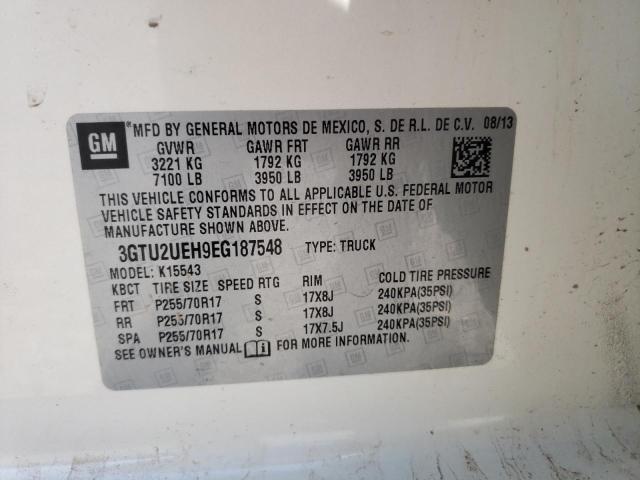 GM *MFD BY GENERAL MOTORS DE MEXICO, S. DE R.L. DE C.V. 08/13
GVWR GAWR FRT GAWR RR
3221 KG 1792 KG 1792 KG
7100 LB 3950 LB 3950 LB
THIS VEHICLE CONFORMS TO ALL APPLICABLE U.S. FEDERAL MOTOR
VEHICLE SAFETY STANDARDS IN EFFECT ON THE DATE OF
MANUFACTURE SHOWN ABOVE.
3GTU2UEH9EG187548 TYPE: TRUCK
MODEL: K15543
KBCT TIRE SIZE SPEED RTG RIM COLD TIRE PRESSURE
FRT P255/70R17 S 17X8J 240KPA(35PSI)
RR P255/70R17 S 17X8J 240KPA(35PSI)
SPA P255/70R17 S 17X7.5J 240KPA(35PSI)
SEE OWNER'S MANUAL FOR MORE INFORMATION.